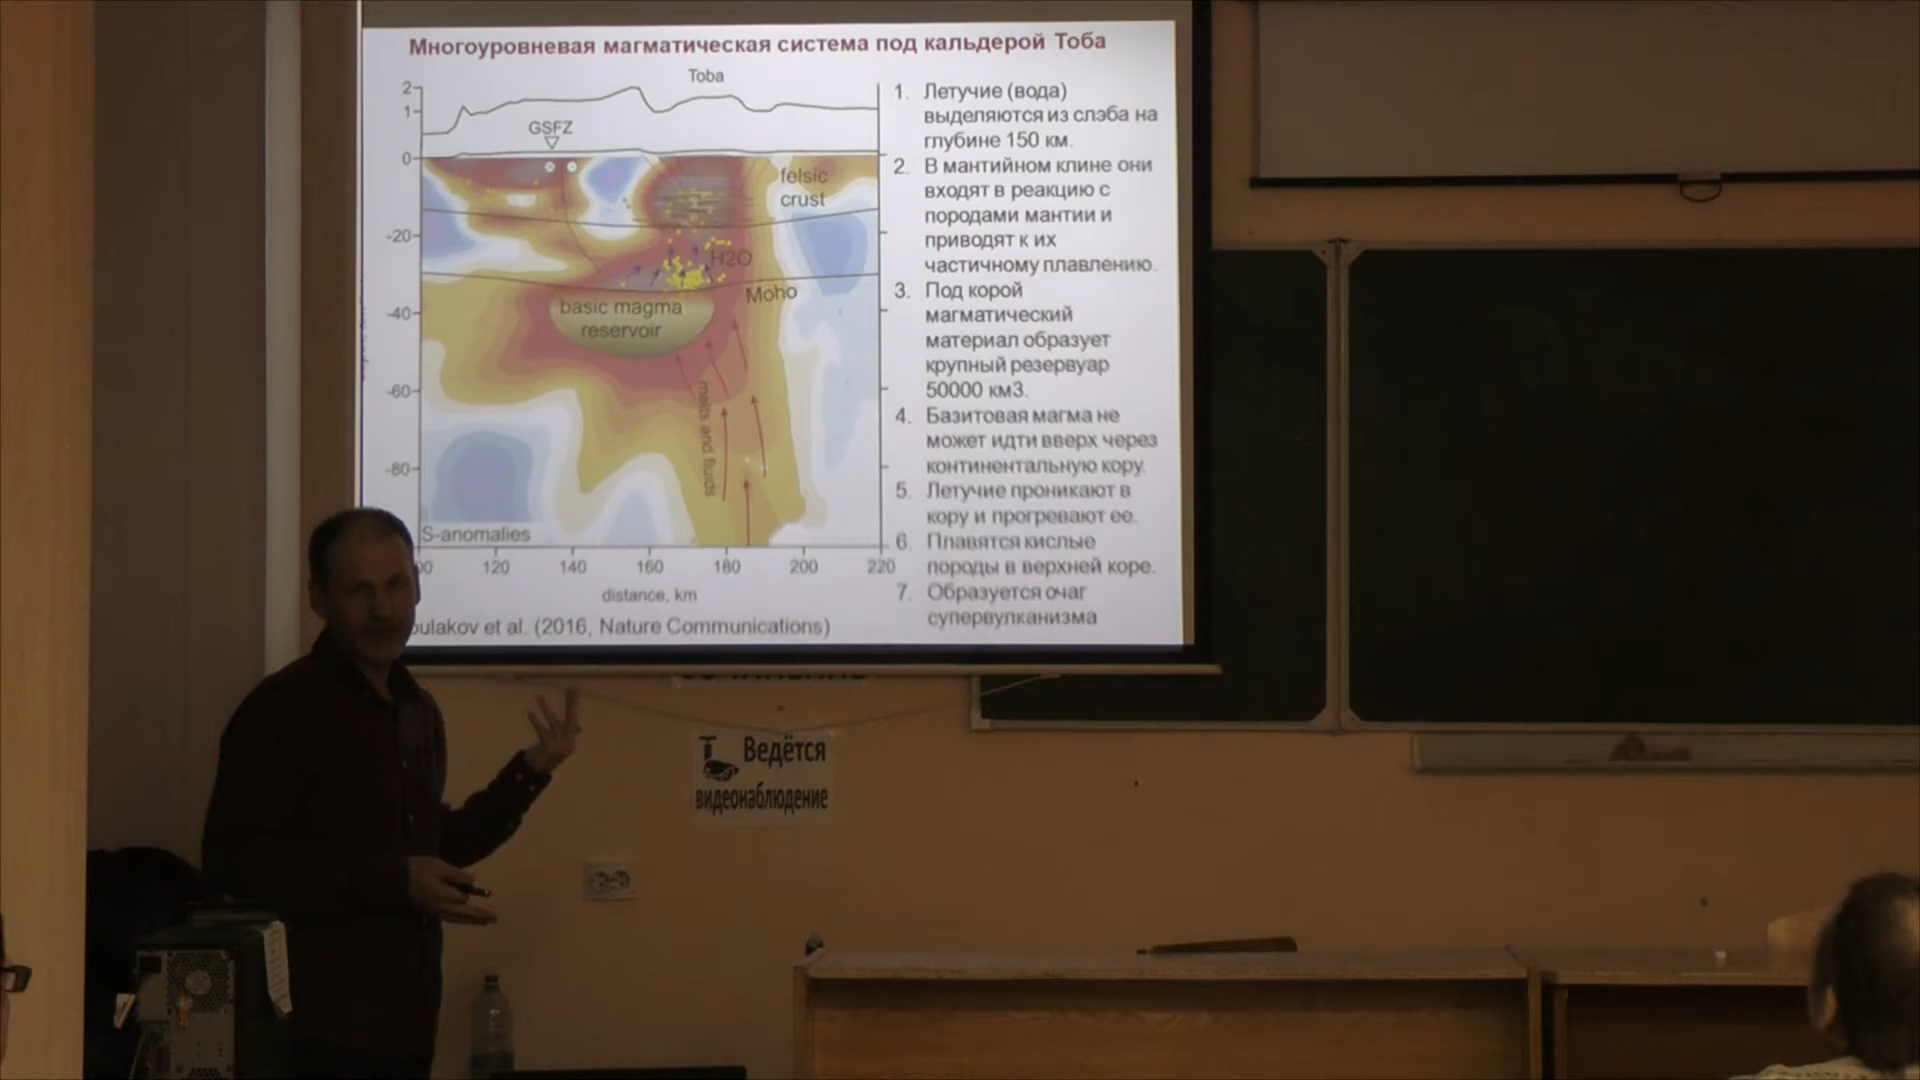 Многоуровневая магматическая система под кальдерой Тоба
Toba
2
1
GSFZ
0
felsic
crust
-20
H2O
Moho
basic magma
reservoir
-40
-60
melts and fluids
-80
S-anomalies
120 140 160 180 200 220
distance, km
oulakov et al. (2016, Nature Communications)
1. Летучие (вода)
выделяются из слэба на
глубине 150 км.
2. В мантийном клине они
входят в реакцию с
породами мантии и
приводят к их
частичному плавлению.
3. Под корой
магматический
материал образует
крупный резервуар
50000 км3.
4. Базитовая магма не
может идти вверх через
континентальную кору.
5. Летучие проникают в
кору и прогревают ее.
6. Плавятся кислые
породы в верхней коре.
7. Образуется очаг
супервулканизма
Ведётся
видеонаблюдение